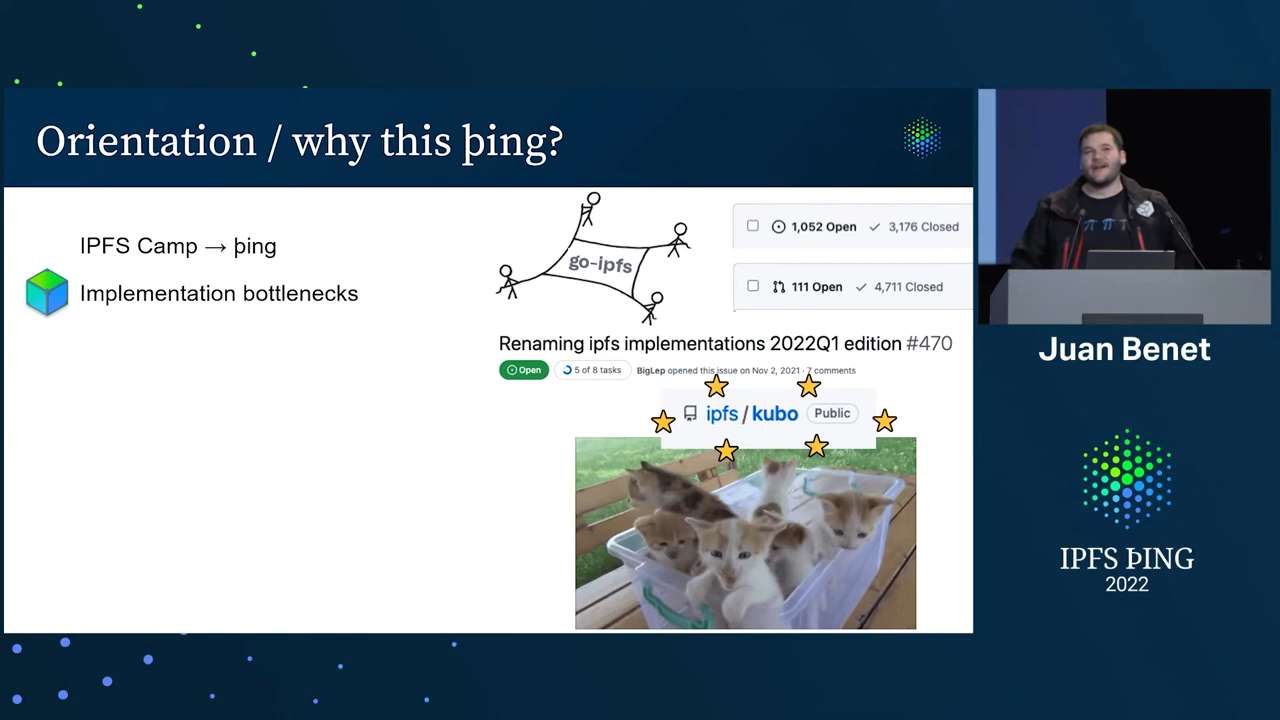 Orientation / why this þing?
IPFS Camp → þing
Implementation bottlenecks
go-ipfs
1,052 Open ✓ 3,176 Closed
111 Open ✓ 4,711 Closed
Renaming ipfs implementations 2022Q1 edition #470
Open 5 of 8 tasks BigLep opened this issue on Nov 2, 2021 · 7 comments
ipfs / kubo Public
Juan Benet
IPFS ÞING
2022